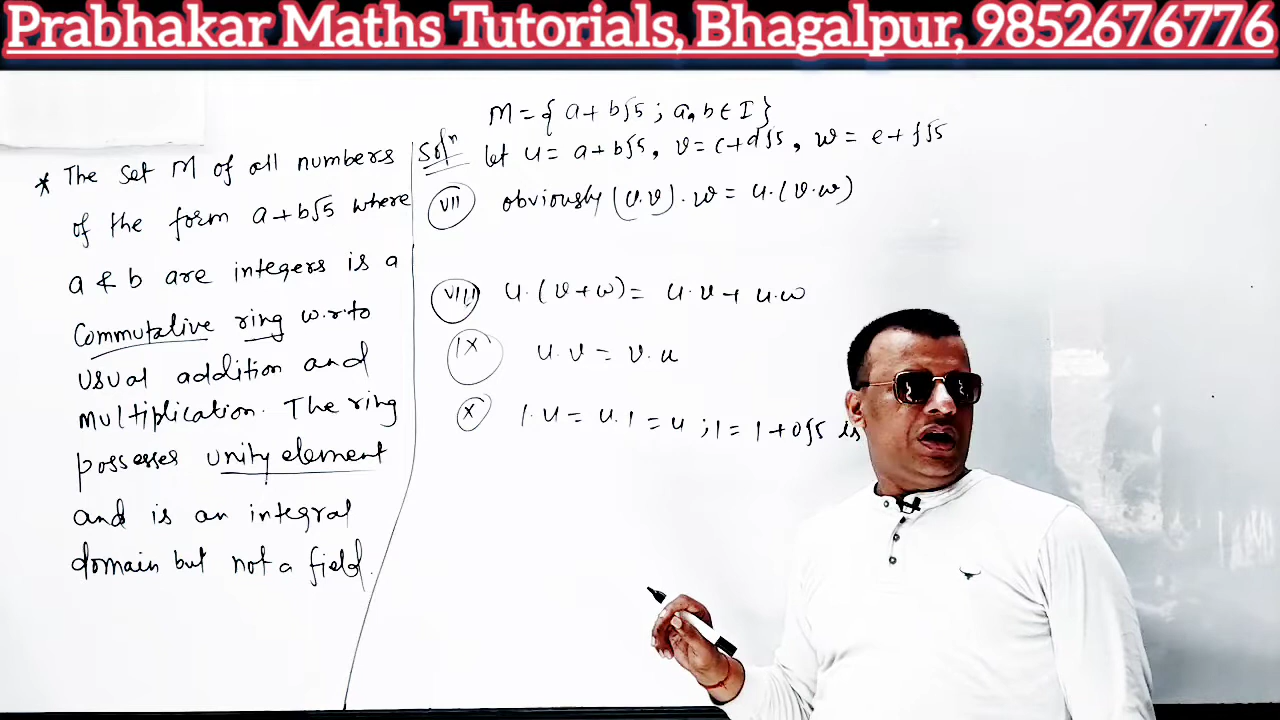 Prabhakar Maths Tutorials, Bhagalpur, 9852676776
* The set M of all numbers
of the form a+b√5 where
a & b are integers is a
Commutative ring w.r.to
usual addition and
multiplication. The ring
possesses unity element
and is an integral
domain but not a field.
M = { a + b√5 ; a, b ∈ I }
Solⁿ let u = a + b√5, v = c+d√5, w = e + f√5
(VII) obviously (u.v). w = u.(v.w)
(VIII) u.(v+w) = u.v + u.w
(IX) u.v = v.u
(X) 1.u = u.1 = u ; 1 = 1+0√5 is